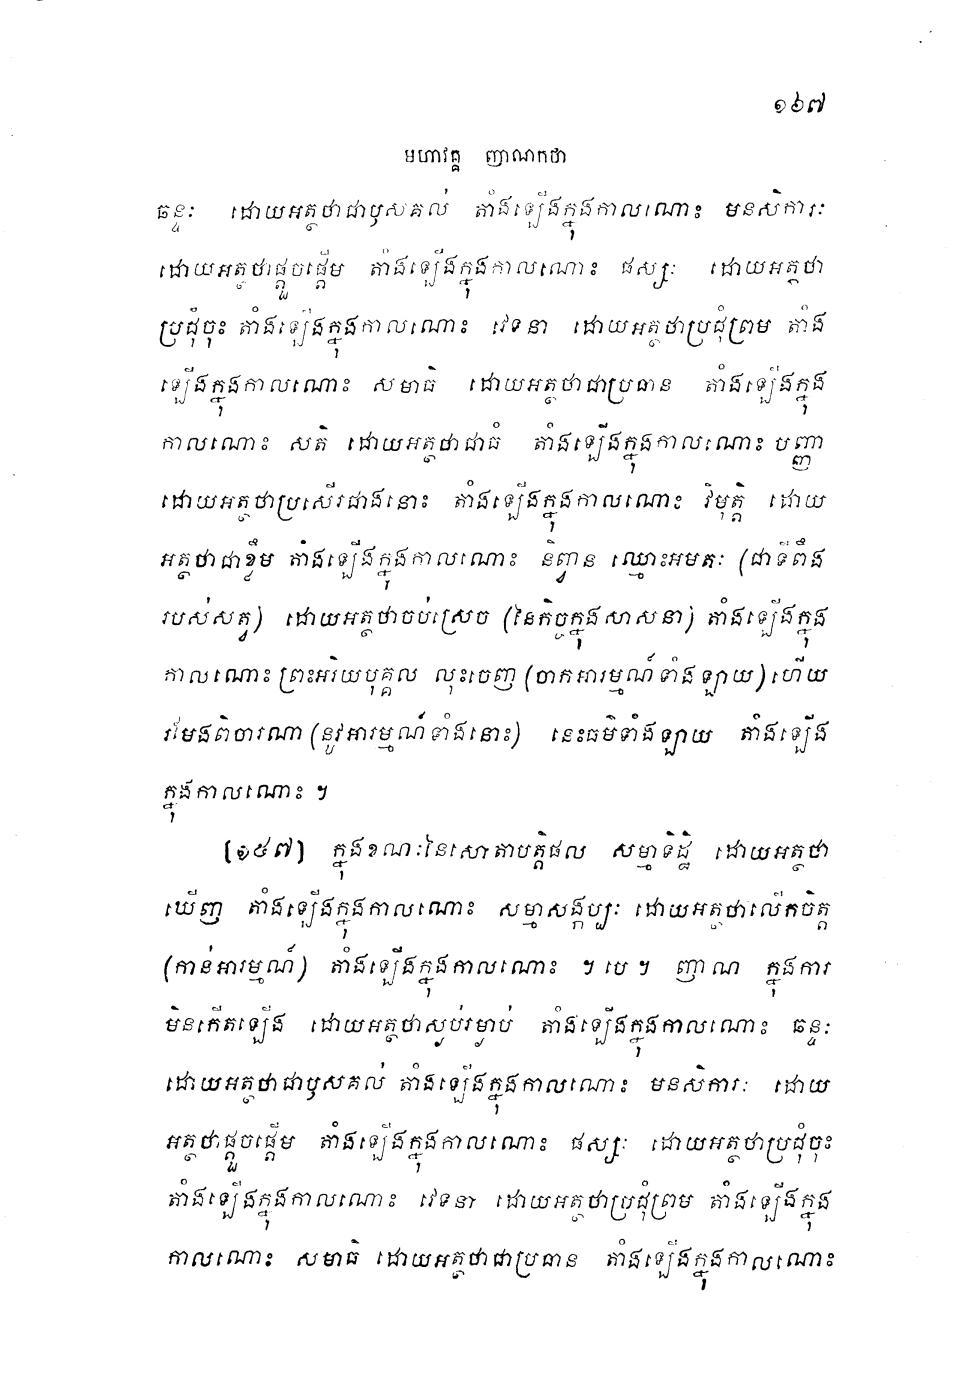 ១៦៧
មហាវគ្គ ញាណកថា
ឆន្ទៈ ដោយអត្ថថាជាឫសគល់ តាំងឡើងក្នុងកាលណោះ មនសិការៈ
ដោយអត្ថថាផ្តួចផ្តើម តាំងឡើងក្នុងកាលណោះ ផស្សៈ ដោយអត្ថថា
ប្រជុំចុះ តាំងឡើងក្នុងកាលណោះ វេទនា ដោយអត្ថថាប្រជុំព្រម តាំង
ឡើងក្នុងកាលណោះ សមាធិ ដោយអត្ថថាជាប្រធាន តាំងឡើងក្នុង
កាលណោះ សតិ ដោយអត្ថថាជាធំ តាំងឡើងក្នុងកាលណោះ បញ្ញា
ដោយអត្ថថាប្រសើរជាងនោះ តាំងឡើងក្នុងកាលណោះ វិមុត្តិ ដោយ
អត្ថថាជាខ្លឹម តាំងឡើងក្នុងកាលណោះ និព្វាន ឈ្មោះអមតៈ (ជាទីពឹង
របស់សត្វ) ដោយអត្ថថាចប់ស្រេច (នៃកិច្ចក្នុងសាសនា) តាំងឡើងក្នុង
កាលណោះ ព្រះអរិយបុគ្គល លុះចេញ (ចាកអារម្មណ៍ទាំងឡាយ) ហើយ
រមែងពិចារណា (នូវអារម្មណ៍ទាំងនោះ) នេះធម៌ទាំងឡាយ តាំងឡើង
ក្នុងកាលណោះ ។
[១៥៧] ក្នុងខណៈនៃសោតាបត្តិផល សម្មាទិដ្ឋិ ដោយអត្ថថា
ឃើញ តាំងឡើងក្នុងកាលណោះ សម្មាសង្កប្បៈ ដោយអត្ថថាលើកចិត្ត
(កាន់អារម្មណ៍) តាំងឡើងក្នុងកាលណោះ ។ បេ ។ ញាណ ក្នុងការ
មិនកើតឡើង ដោយអត្ថថាស្ងប់រម្ងាប់ តាំងឡើងក្នុងកាលណោះ ឆន្ទៈ
ដោយអត្ថថាជាឫសគល់ តាំងឡើងក្នុងកាលណោះ មនសិការៈ ដោយ
អត្ថថាផ្តួចផ្តើម តាំងឡើងក្នុងកាលណោះ ផស្សៈ ដោយអត្ថថាប្រជុំចុះ
តាំងឡើងក្នុងកាលណោះ វេទនា ដោយអត្ថថាប្រជុំព្រម តាំងឡើងក្នុង
កាលណោះ សមាធិ ដោយអត្ថថាជាប្រធាន តាំងឡើងក្នុងកាលណោះ